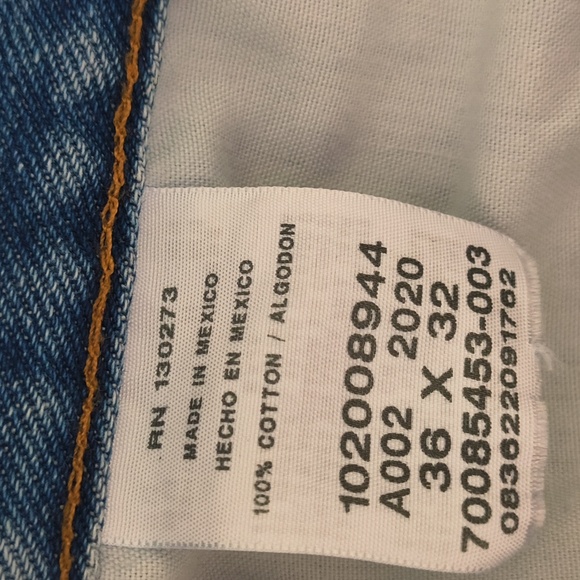 RN 130273
MADE IN MEXICO
HECHO EN MEXICO
100% COTTON / ALGODON
102008944
A002 2020
36 X 32
70085453-003
083622091762